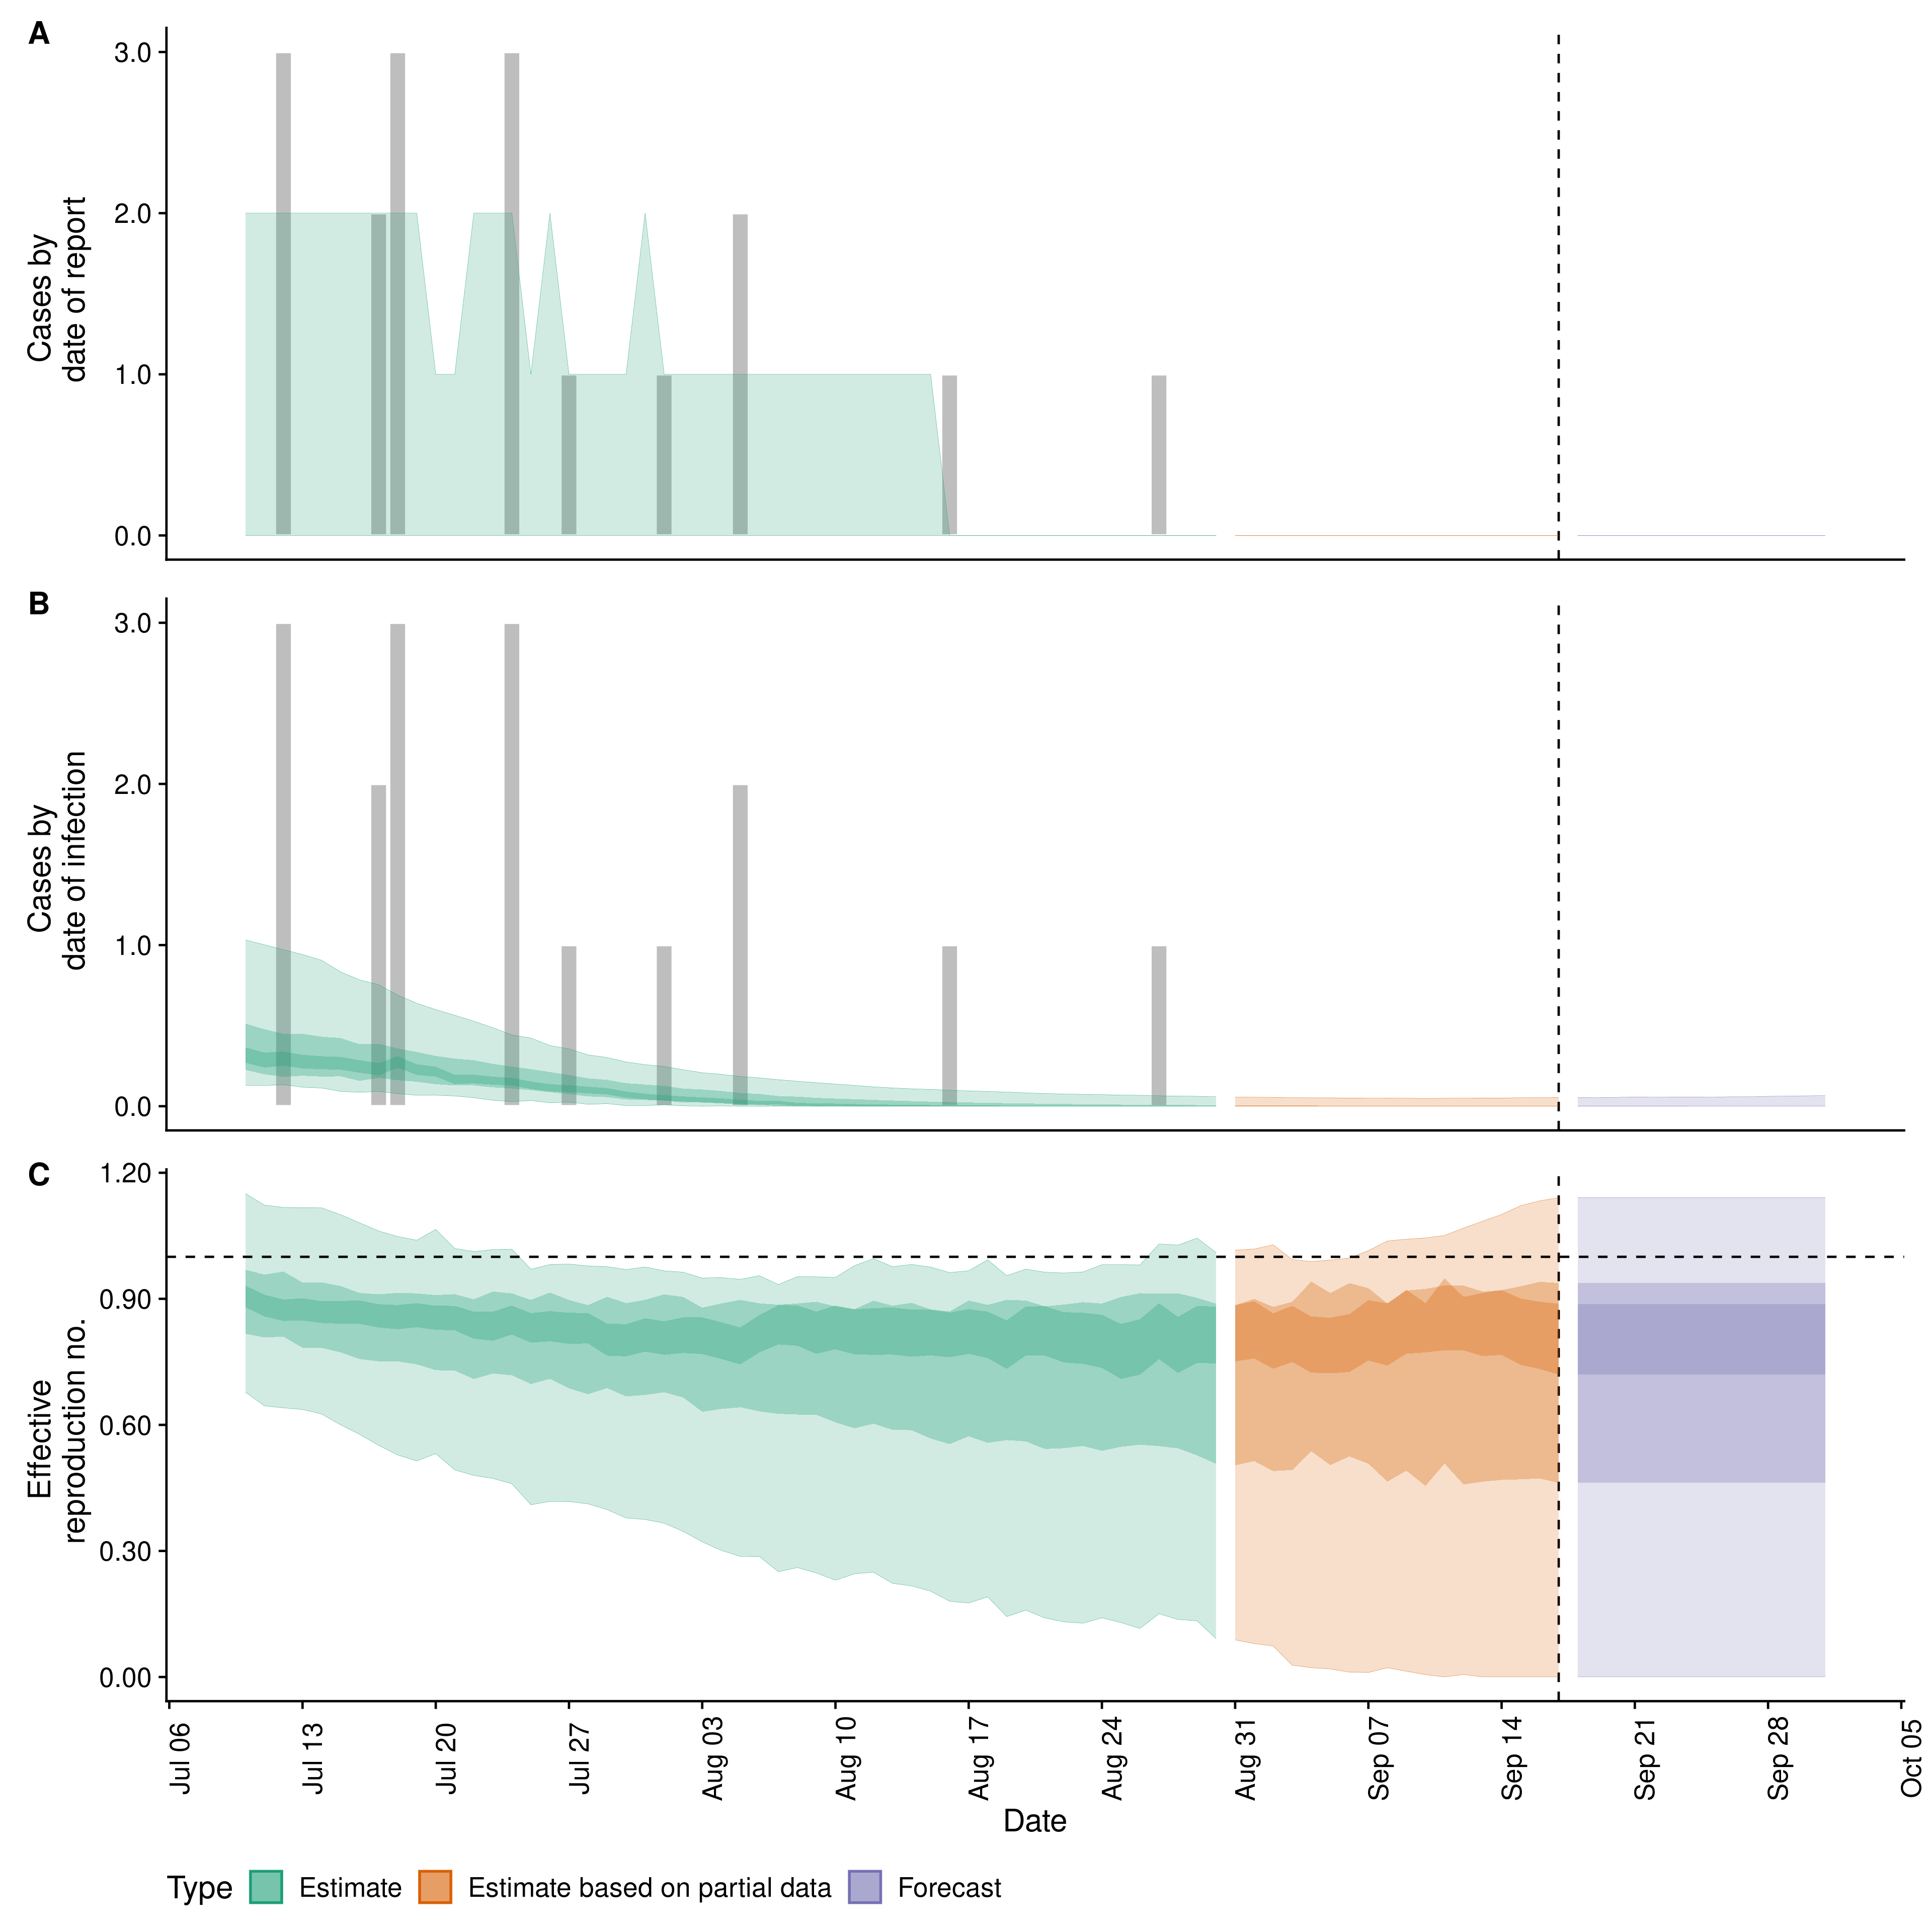 A
Cases by
date of report
3.0
2.0
1.0
0.0
B
Cases by
date of infection
3.0
2.0
1.0
0.0
C
Effective
reproduction no.
1.20
0.90
0.60
0.30
0.00
Jul 06
Jul 13
Jul 20
Jul 27
Aug 03
Aug 10
Aug 17
Aug 24
Aug 31
Sep 07
Sep 14
Sep 21
Sep 28
Oct 05
Date
Type Estimate Estimate based on partial data Forecast